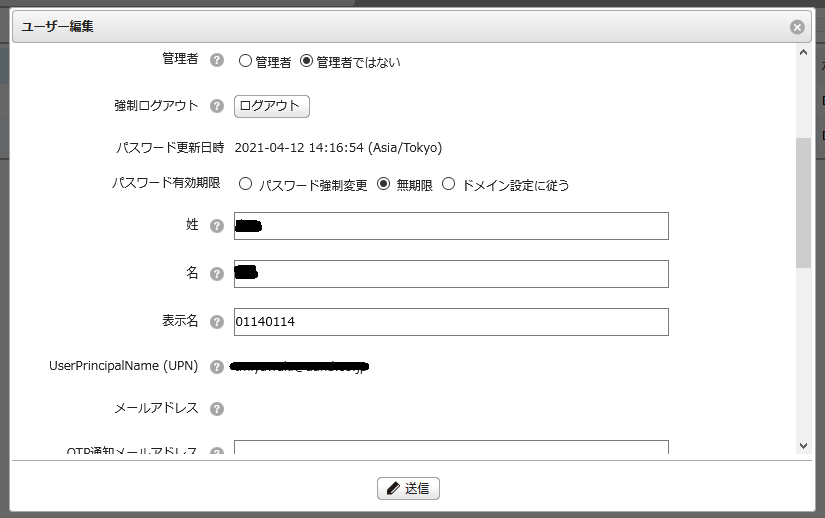 ユーザー編集
管理者 ? 管理者 管理者ではない
強制ログアウト ? ログアウト
パスワード更新日時 2021-04-12 14:16:54 (Asia/Tokyo)
パスワード有効期限 パスワード強制変更 無期限 ドメイン設定に従う
姓 ?
名 ?
表示名 ? 01140114
UserPrincipalName (UPN) ?
メールアドレス ?
OTP通知メールアドレス ?
送信